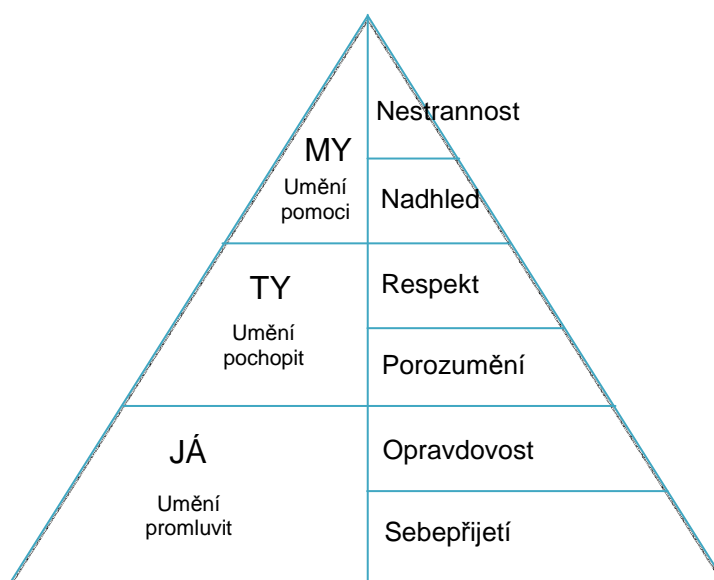 Nestrannost
MY
Umění
pomoci
Nadhled
TY
Umění
pochopit
Respekt
Porozumění
JÁ
Umění
promluvit
Opravdovost
Sebepřijetí